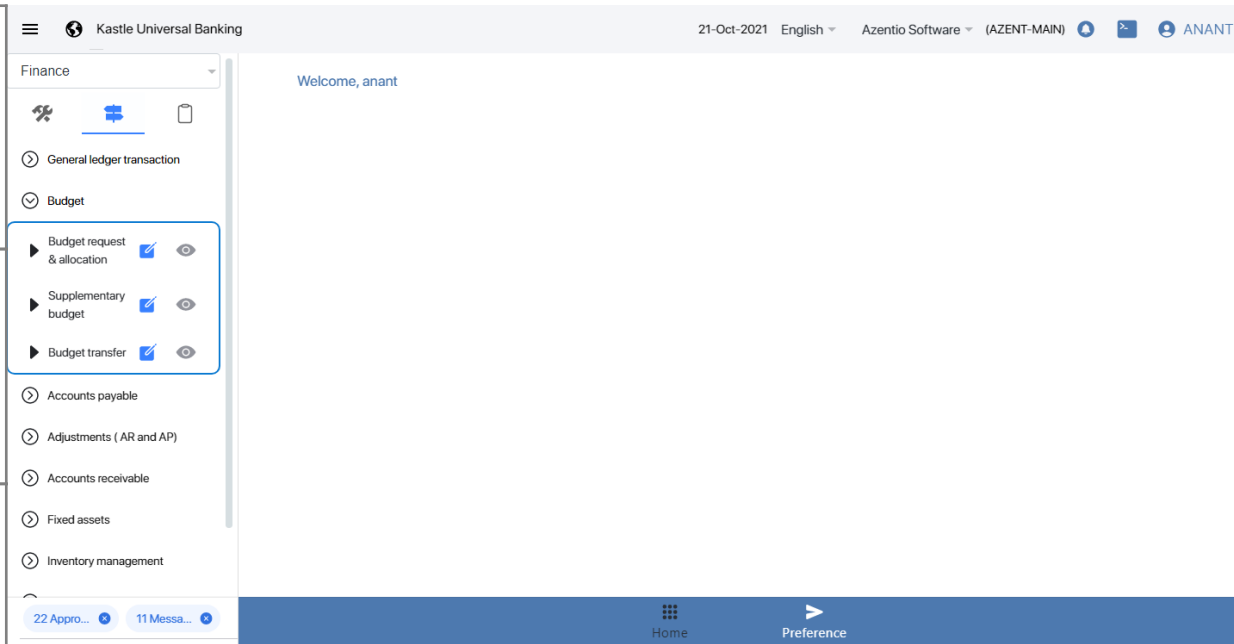 Kastle Universal Banking
21-Oct-2021 English Azentio Software (AZENT-MAIN) ANANT
Finance
Welcome, anant
General ledger transaction
Budget
Budget request
& allocation
Supplementary
budget
Budget transfer
Accounts payable
Adjustments ( AR and AP)
Accounts receivable
Fixed assets
Inventory management
22 Appro... 11 Messa...
Home Preference